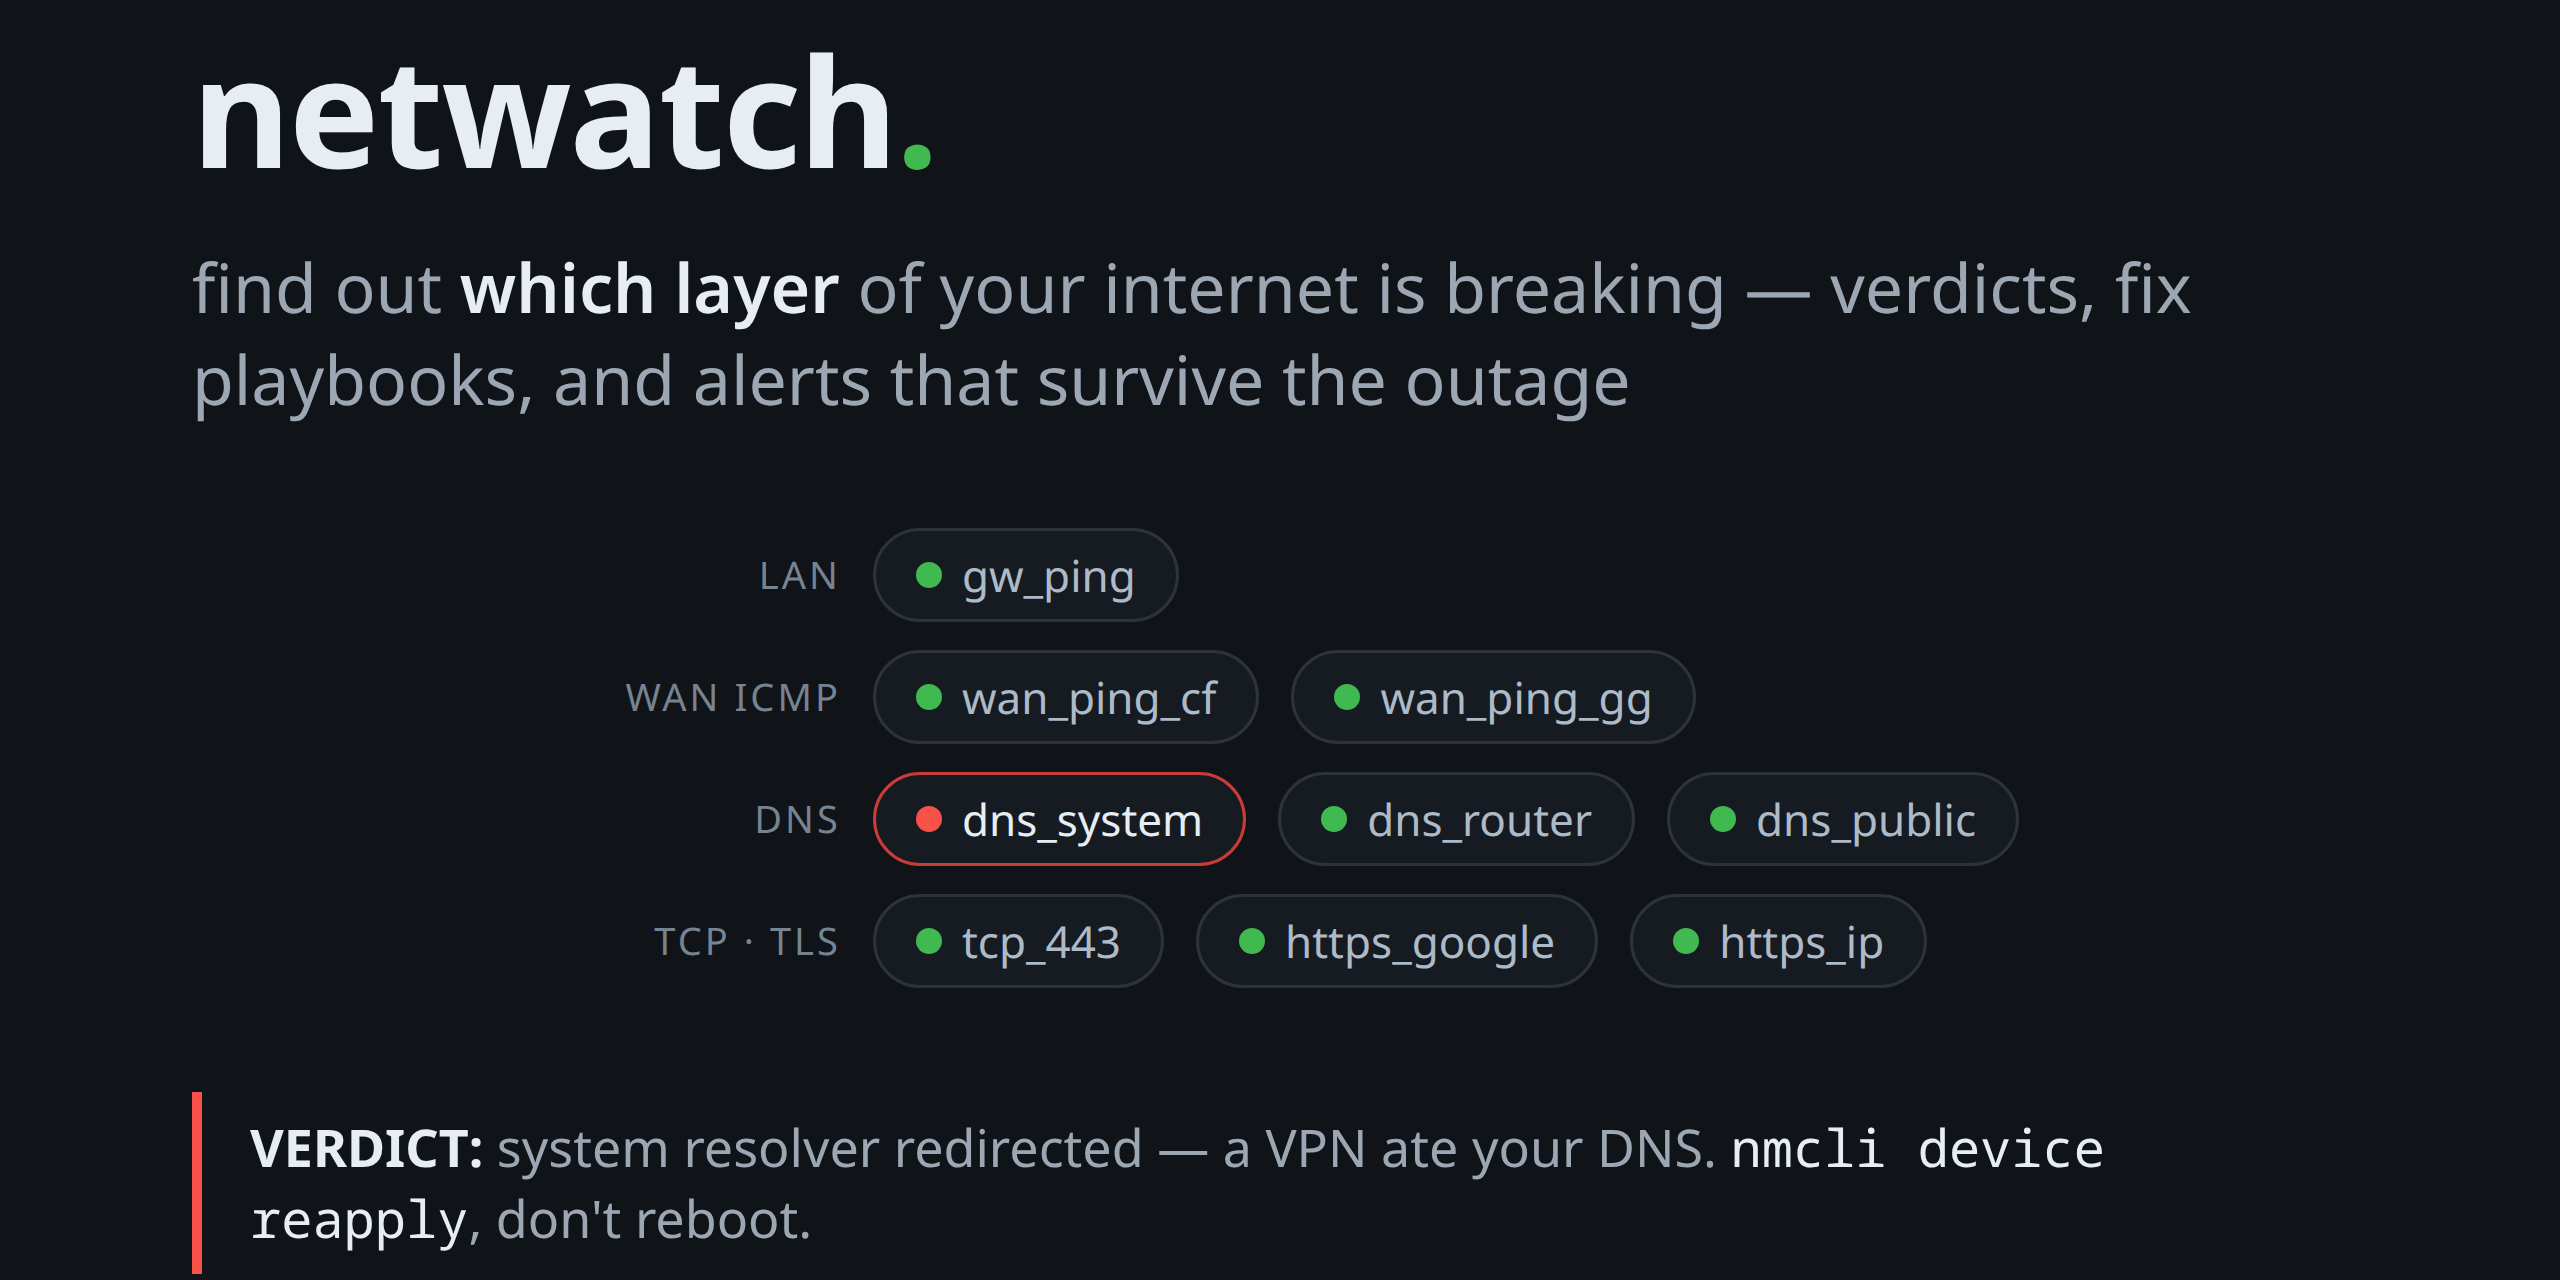 netwatch.
find out which layer of your internet is breaking — verdicts, fix
playbooks, and alerts that survive the outage
LAN gw_ping
WAN ICMP wan_ping_cf wan_ping_gg
DNS dns_system dns_router dns_public
TCP · TLS tcp_443 https_google https_ip
VERDICT: system resolver redirected — a VPN ate your DNS. nmcli device
reapply, don't reboot.